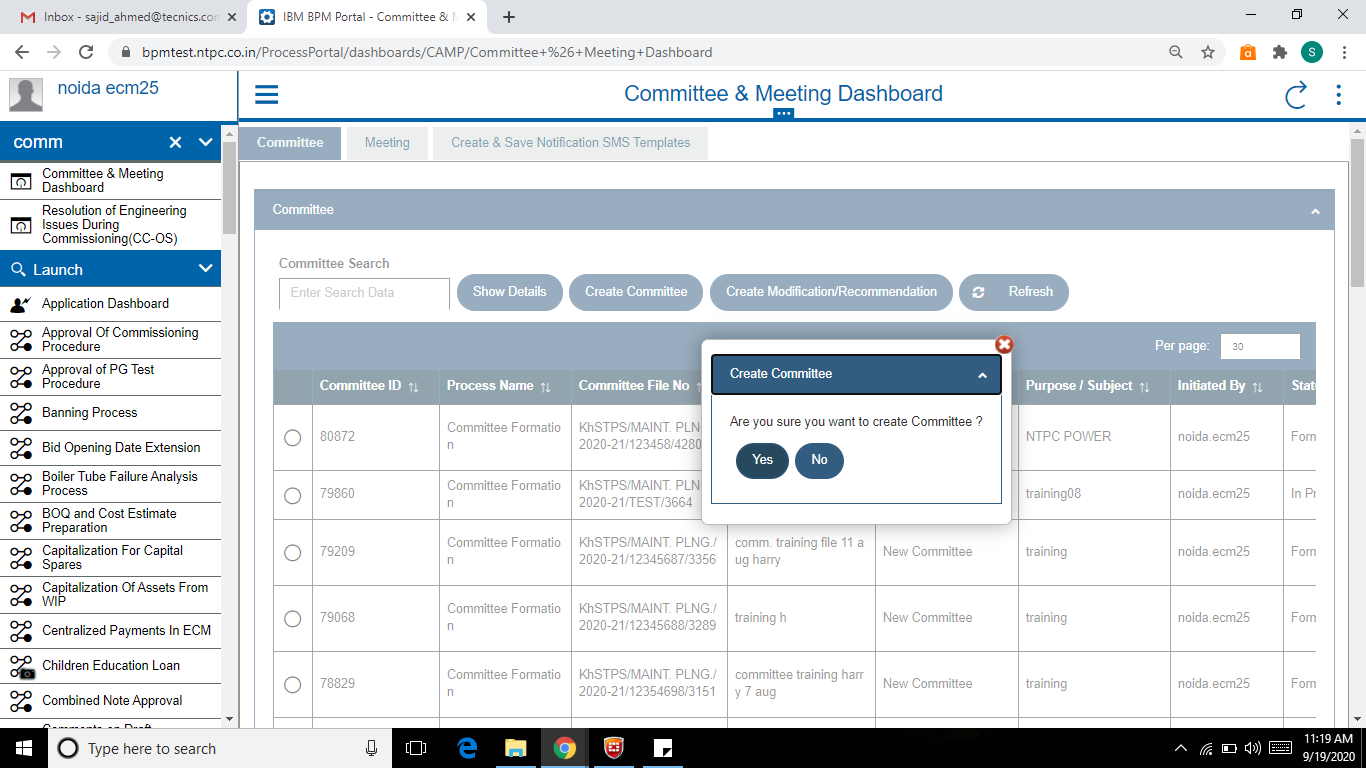 Inbox - sajid_ahmed@tecnics.com
IBM BPM Portal - Committee & M
bpmtest.ntpc.co.in/ProcessPortal/dashboards/CAMP/Committee+%26+Meeting+Dashboard
S
noida ecm25
Committee & Meeting Dashboard
comm
Committee & Meeting
Dashboard
Resolution of Engineering
Issues During
Commissioning(CC-OS)
Launch
Application Dashboard
Approval Of Commissioning
Procedure
Approval of PG Test
Procedure
Banning Process
Bid Opening Date Extension
Boiler Tube Failure Analysis
Process
BOQ and Cost Estimate
Preparation
Capitalization For Capital
Spares
Capitalization Of Assets From
WIP
Centralized Payments In ECM
Children Education Loan
Combined Note Approval
Comments on Draft
Committee
Meeting
Create & Save Notification SMS Templates
Committee
Committee Search
Enter Search Data
Show Details
Create Committee
Create Modification/Recommendation
Refresh
Per page:
30
Committee ID
Process Name
Committee File No
Purpose / Subject
Initiated By
Stat
80872
Committee Formatio
n
KhSTPS/MAINT. PLNG
2020-21/123458/4280
NTPC POWER
noida.ecm25
Form
79860
Committee Formatio
n
KhSTPS/MAINT. PLNG
2020-21/TEST/3664
training08
noida.ecm25
In Pr
79209
Committee Formatio
n
KhSTPS/MAINT. PLNG./
2020-21/12345687/3356
comm. training file 11 a
ug harry
New Committee
training
noida.ecm25
Form
79068
Committee Formatio
n
KhSTPS/MAINT. PLNG./
2020-21/12345688/3289
training h
New Committee
training
noida.ecm25
Form
78829
Committee Formatio
n
KhSTPS/MAINT. PLNG./
2020-21/12354698/3151
committee training harr
y 7 aug
New Committee
training
noida.ecm25
Form
Create Committee
Are you sure you want to create Committee ?
Yes
No
Type here to search
11:19 AM
9/19/2020